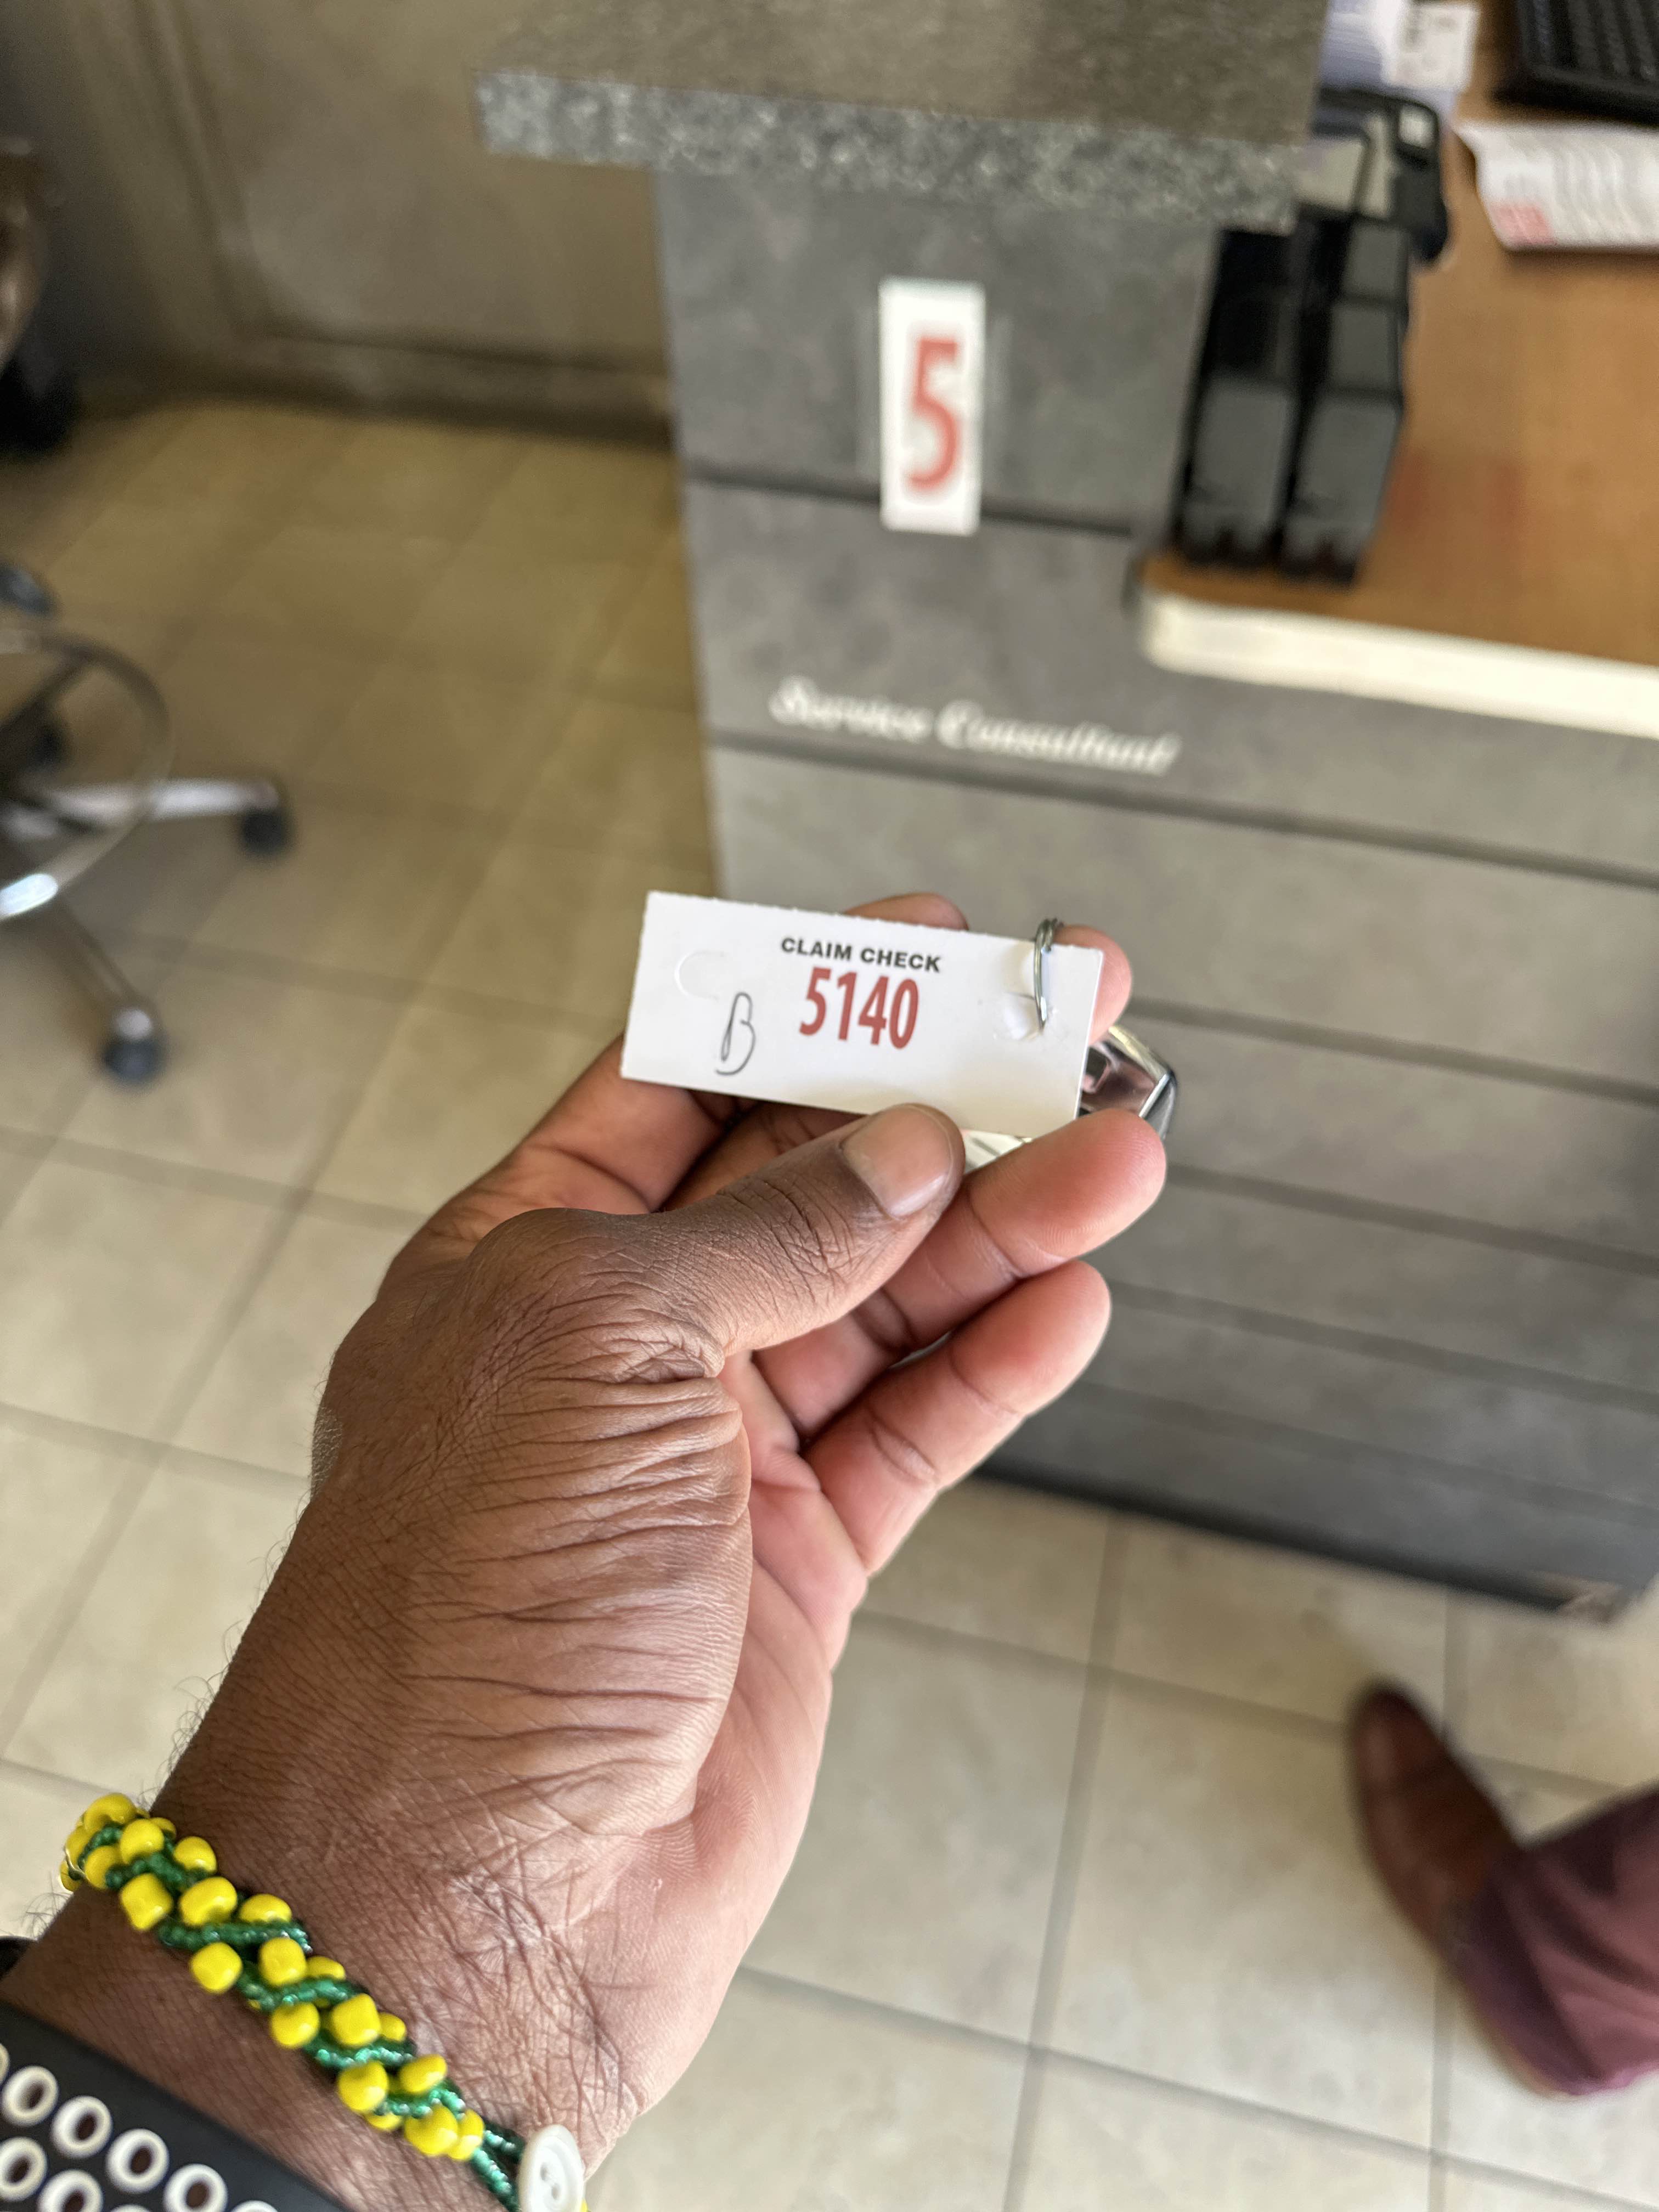 5
Service Consultant
CLAIM CHECK
5140
B